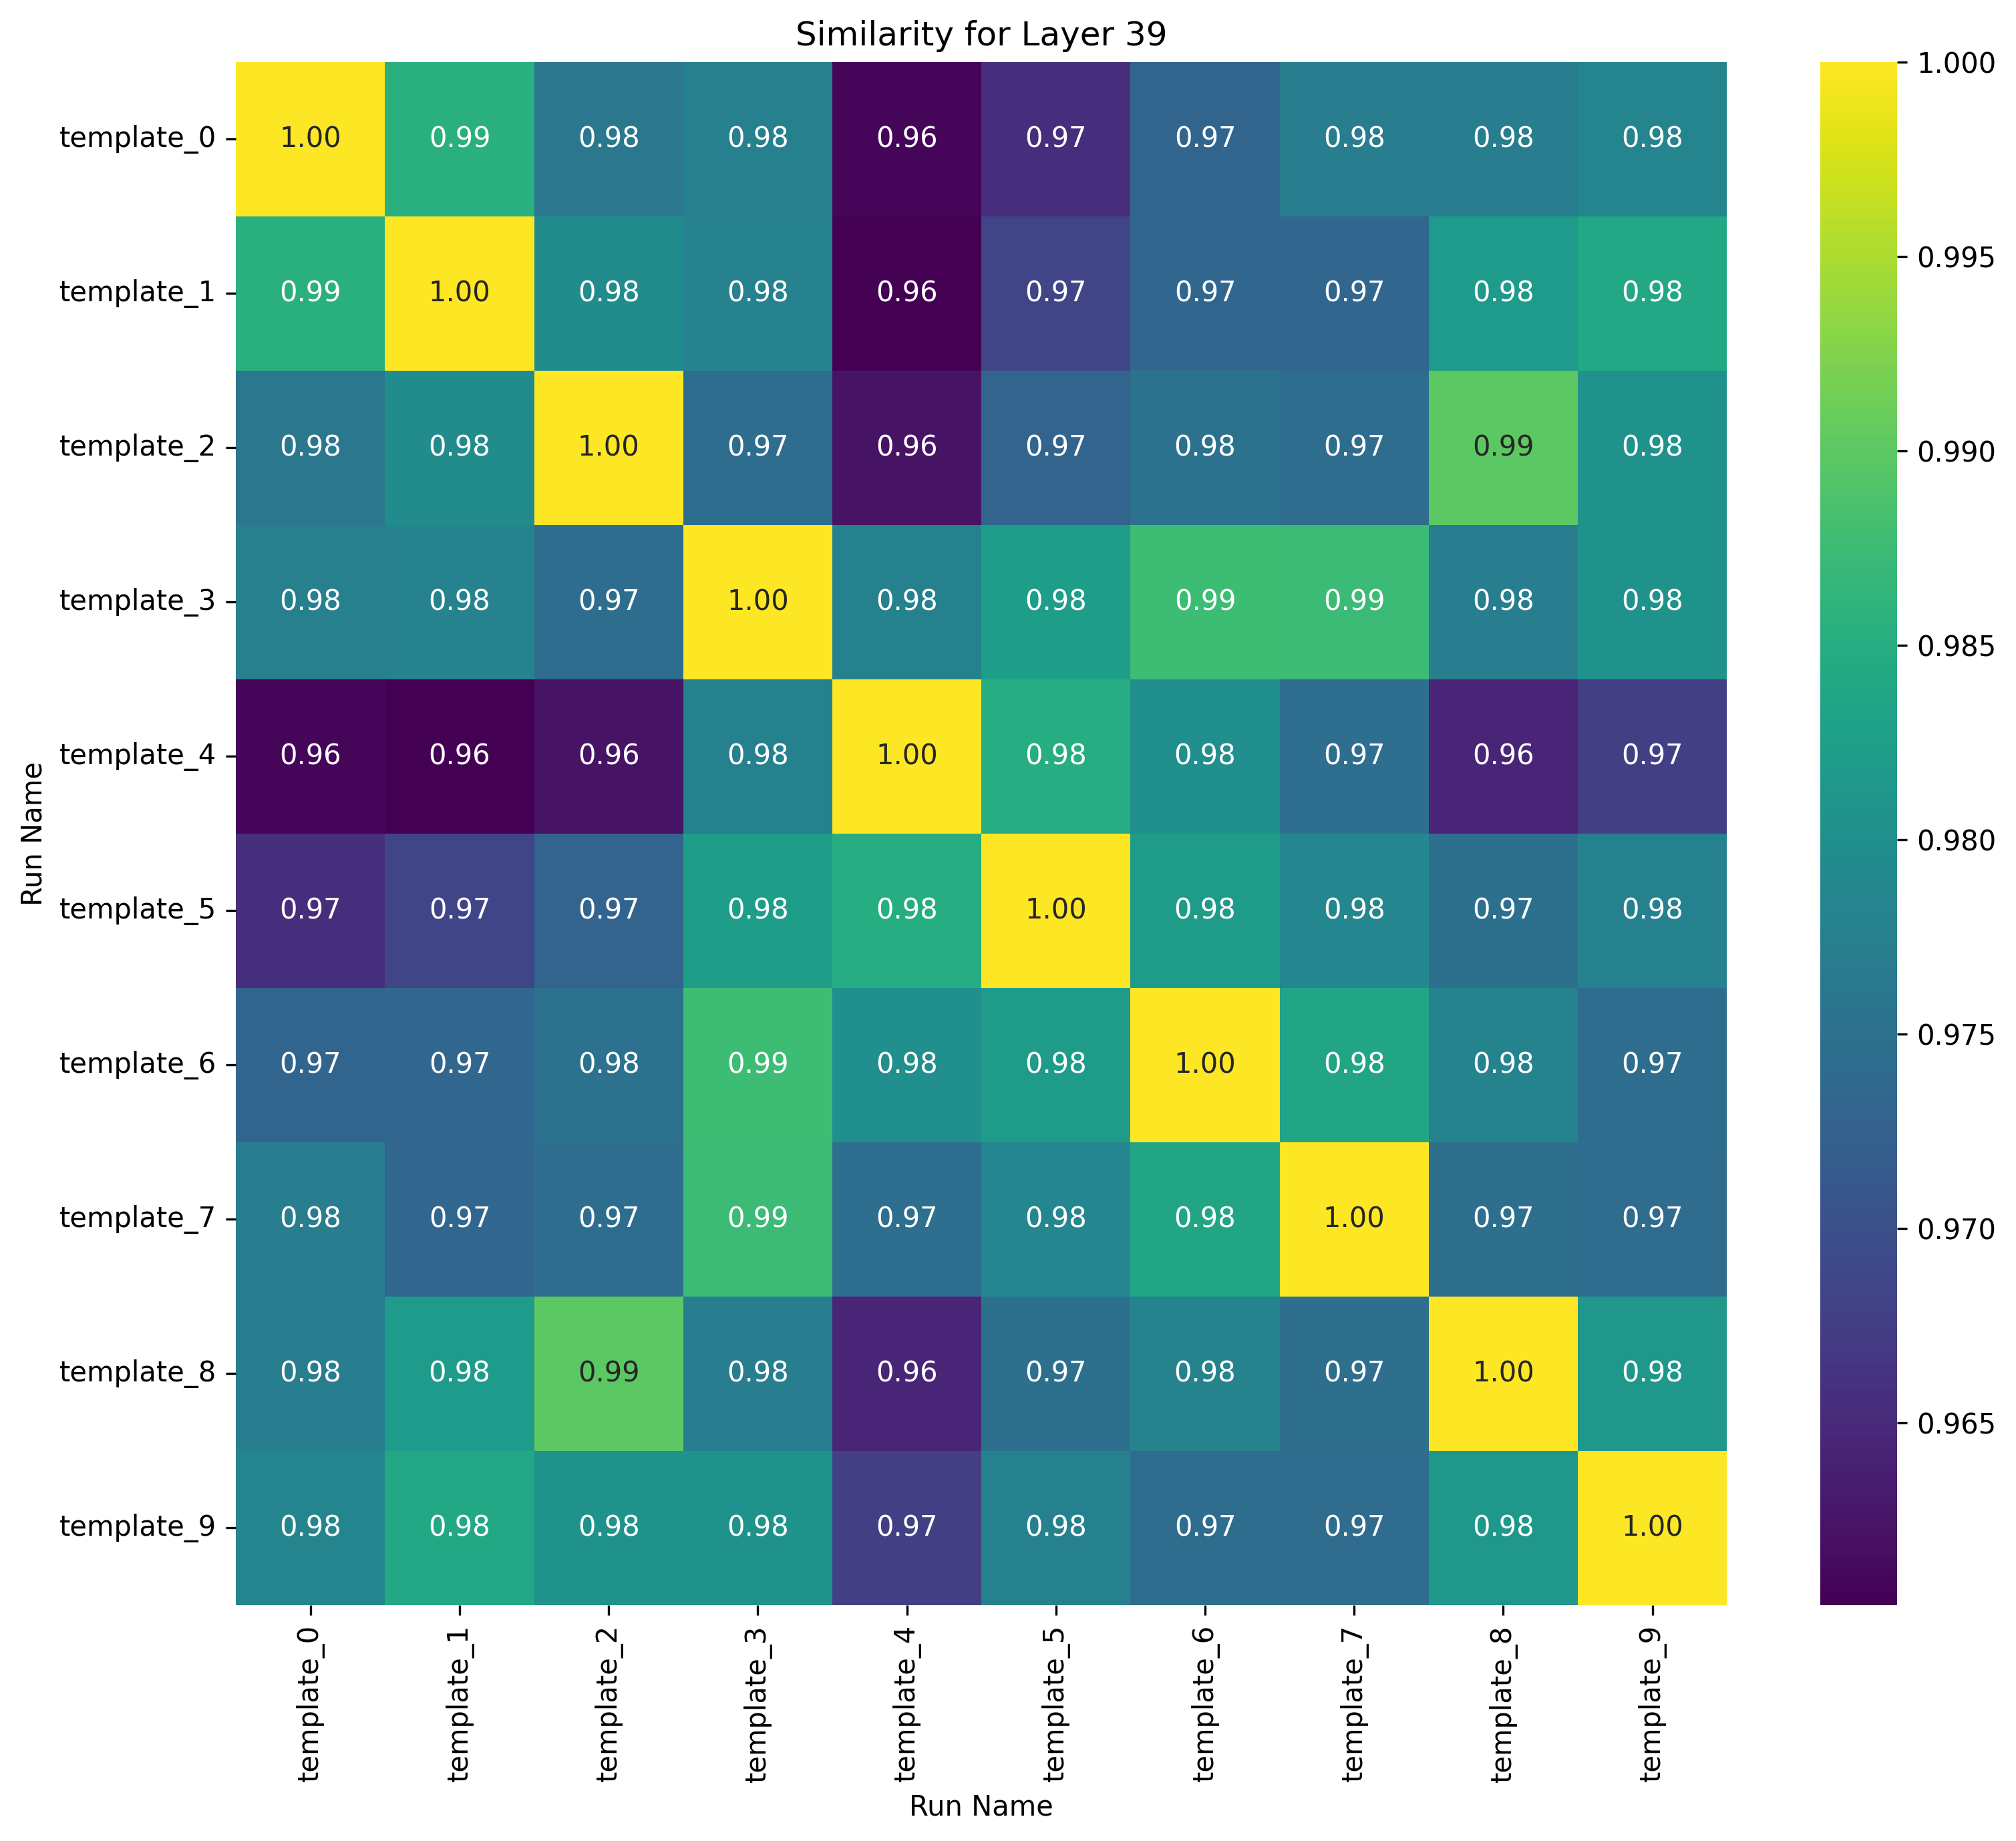 Similarity for Layer 39
template_0 1.00 0.99 0.98 0.98 0.96 0.97 0.97 0.98 0.98 0.98
template_1 0.99 1.00 0.98 0.98 0.96 0.97 0.97 0.97 0.98 0.98
template_2 0.98 0.98 1.00 0.97 0.96 0.97 0.98 0.97 0.99 0.98
template_3 0.98 0.98 0.97 1.00 0.98 0.98 0.99 0.99 0.98 0.98
template_4 0.96 0.96 0.96 0.98 1.00 0.98 0.98 0.97 0.96 0.97
template_5 0.97 0.97 0.97 0.98 0.98 1.00 0.98 0.98 0.97 0.98
template_6 0.97 0.97 0.98 0.99 0.98 0.98 1.00 0.98 0.98 0.97
template_7 0.98 0.97 0.97 0.99 0.97 0.98 0.98 1.00 0.97 0.97
template_8 0.98 0.98 0.99 0.98 0.96 0.97 0.98 0.97 1.00 0.98
template_9 0.98 0.98 0.98 0.98 0.97 0.98 0.97 0.97 0.98 1.00
Run Name
template_0 template_1 template_2 template_3 template_4 template_5 template_6 template_7 template_8 template_9
Run Name
1.000
0.995
0.990
0.985
0.980
0.975
0.970
0.965